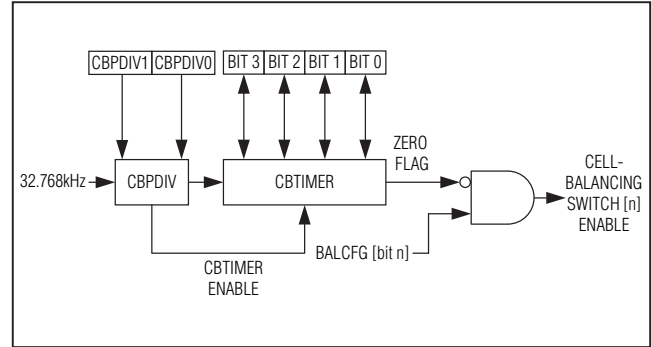 CBPDIV1 CBPDIV0 BIT 3 BIT 2 BIT 1 BIT 0
ZERO
FLAG
32.768kHz
CBPDIV
CBTIMER
CELL-
BALANCING
SWITCH [n]
ENABLE
BALCFG [bit n]
CBTIMER
ENABLE